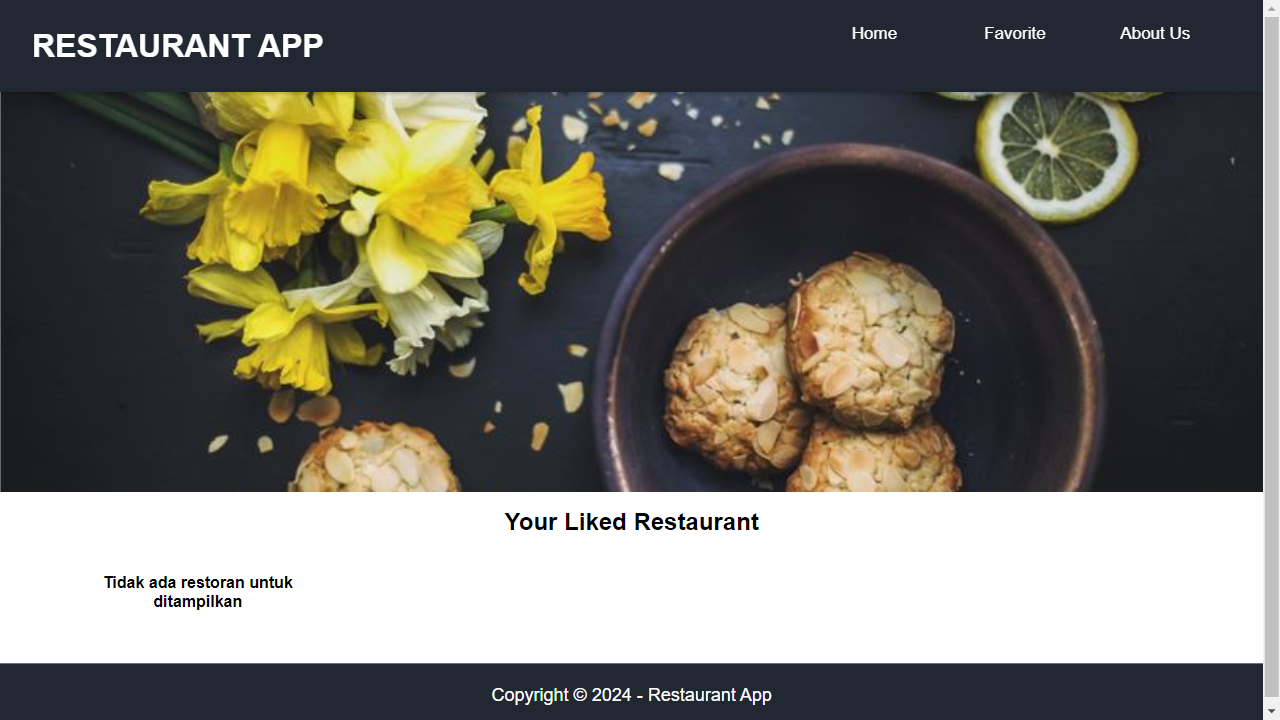 RESTAURANT APP
Home
Favorite
About Us
Your Liked Restaurant
Tidak ada restoran untuk
ditampilkan
Copyright © 2024 - Restaurant App